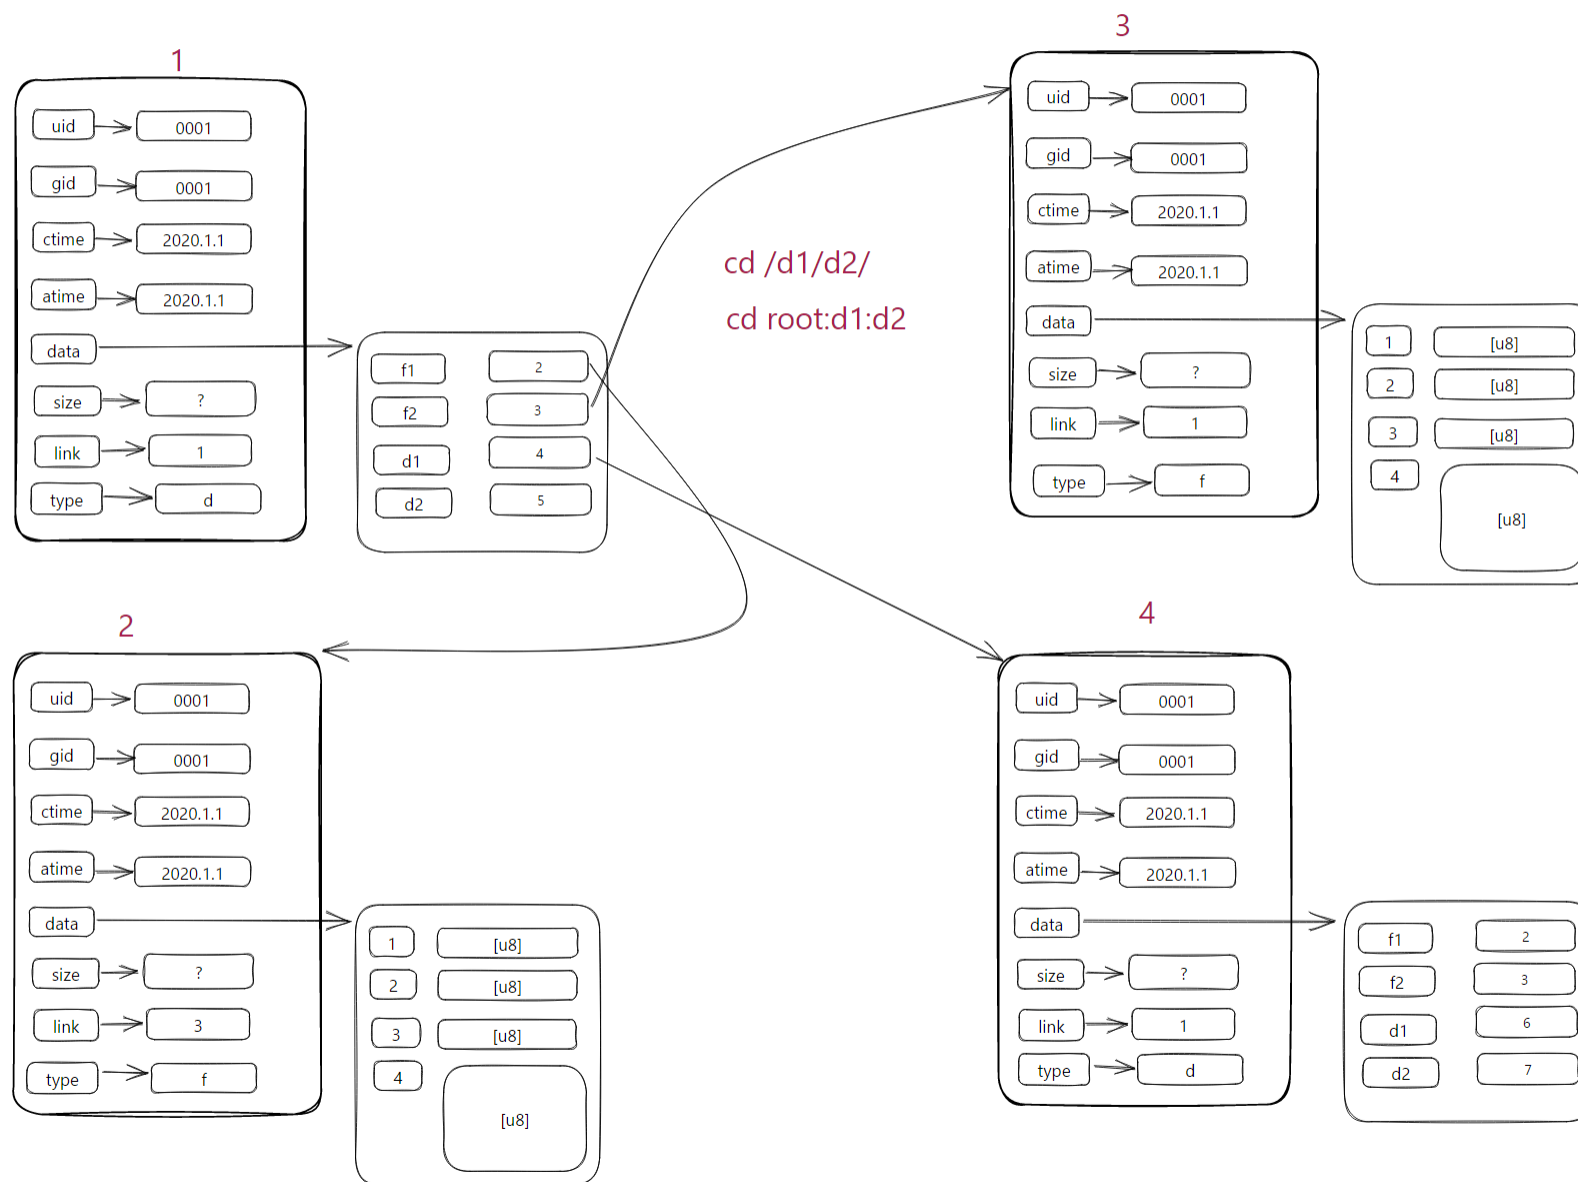 1
uid 0001
gid 0001
ctime 2020.1.1
atime 2020.1.1
data
size ?
link 1
type d
f1 2
f2 3
d1 4
d2 5
cd /d1/d2/
cd root:d1:d2
3
uid 0001
gid 0001
ctime 2020.1.1
atime 2020.1.1
data
size ?
link 1
type f
1 [u8]
2 [u8]
3 [u8]
4
[u8]
2
uid 0001
gid 0001
ctime 2020.1.1
atime 2020.1.1
data
size ?
link 3
type f
1 [u8]
2 [u8]
3 [u8]
4
[u8]
4
uid 0001
gid 0001
ctime 2020.1.1
atime 2020.1.1
data
size ?
link 1
type d
f1 2
f2 3
d1 6
d2 7